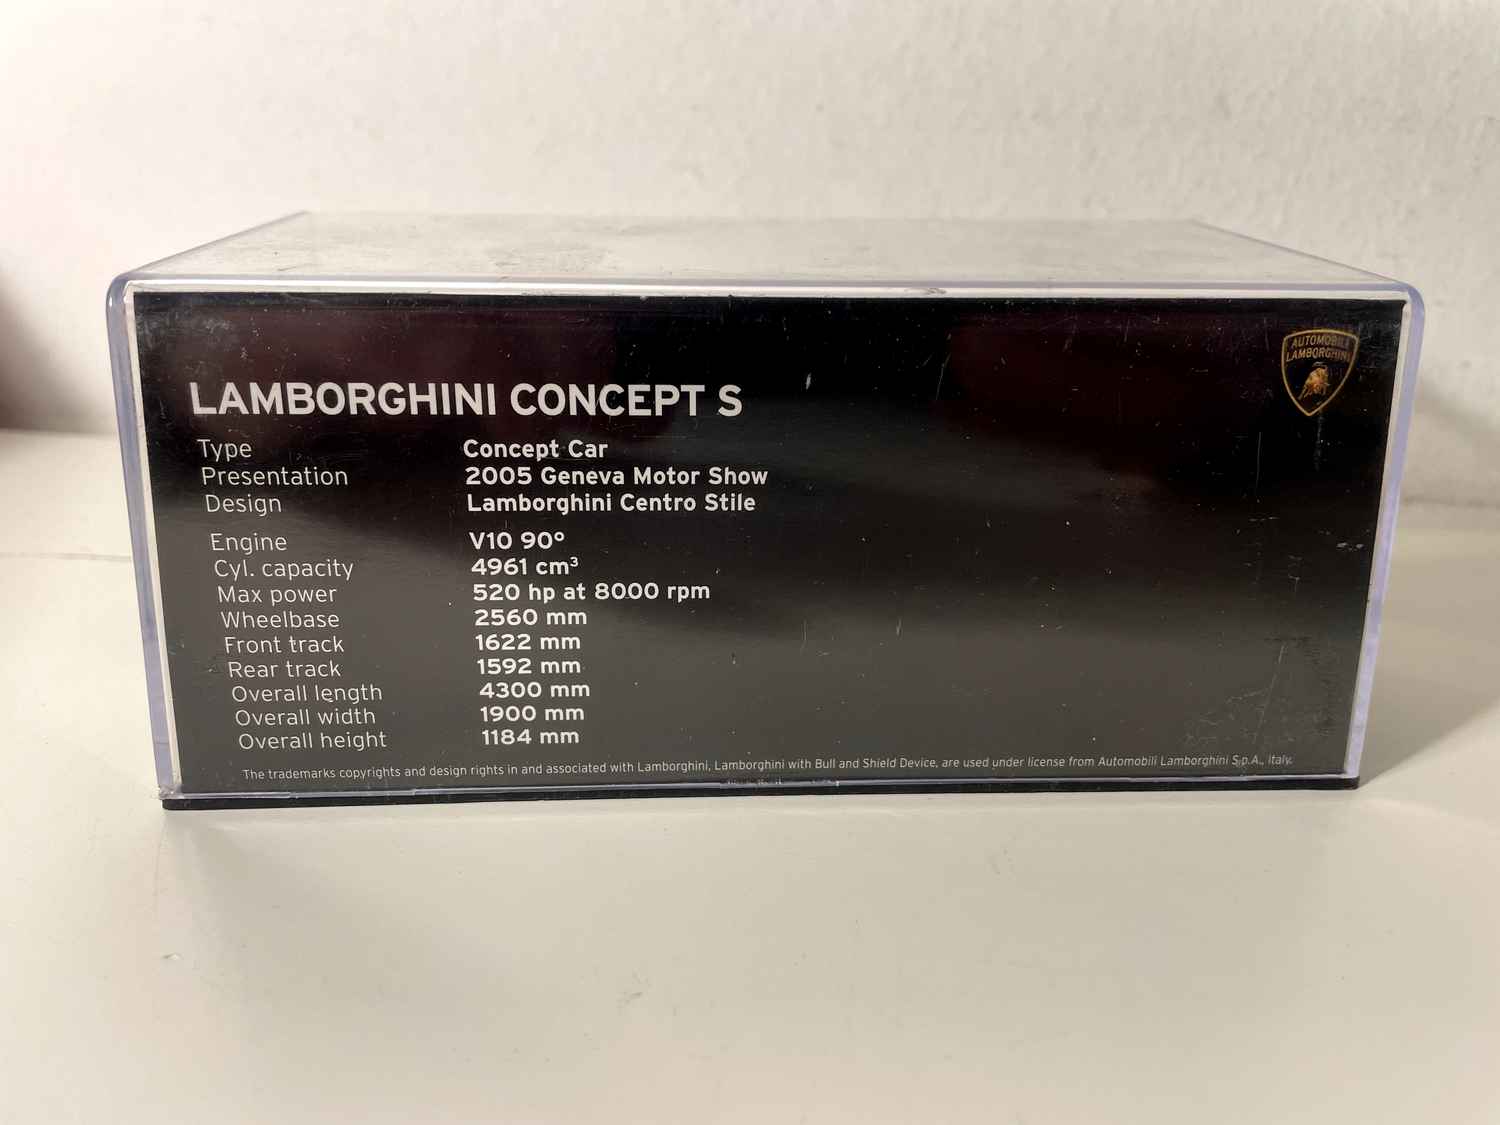 AUTOMOBILI
LAMBORGHINI
LAMBORGHINI CONCEPT S
Type Concept Car
Presentation 2005 Geneva Motor Show
Design Lamborghini Centro Stile
Engine V10 90°
Cyl. capacity 4961 cm³
Max power 520 hp at 8000 rpm
Wheelbase 2560 mm
Front track 1622 mm
Rear track 1592 mm
Overall length 4300 mm
Overall width 1900 mm
Overall height 1184 mm
The trademarks copyrights and design rights in and associated with Lamborghini, Lamborghini with Bull and Shield Device, are used under license from Automobili Lamborghini S.p.A., Italy.